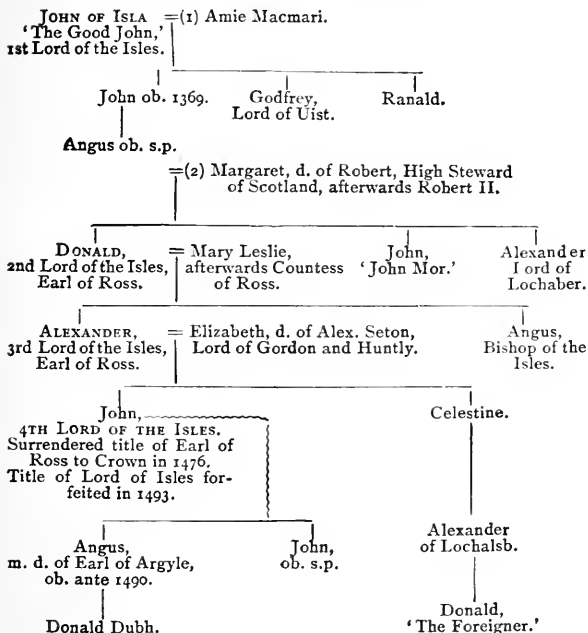 JOHN OF ISLA =(1) Amie Macmari.
'The Good John,'
1st Lord of the Isles.
John ob. 1369. Godfrey, Ranald.
Lord of Uist.
Angus ob. s.p.
=(2) Margaret, d. of Robert, High Steward
of Scotland, afterwards Robert II.
DONALD, = Mary Leslie, John, Alexander
2nd Lord of the Isles, afterwards Countess 'John Mor.' Lord of
Earl of Ross. of Ross. Lochaber.
ALEXANDER, = Elizabeth, d. of Alex. Seton, Angus,
3rd Lord of the Isles, Lord of Gordon and Huntly. Bishop of the
Earl of Ross. Isles.
John, Celestine.
4TH LORD OF THE ISLES.
Surrendered title of Earl of
Ross to Crown in 1476.
Title of Lord of Isles for-
feited in 1493.
Angus, John, Alexander
m. d. of Earl of Argyle, ob. s.p. of Lochalsb.
ob. ante 1490.
Donald Dubh. Donald,
'The Foreigner.'